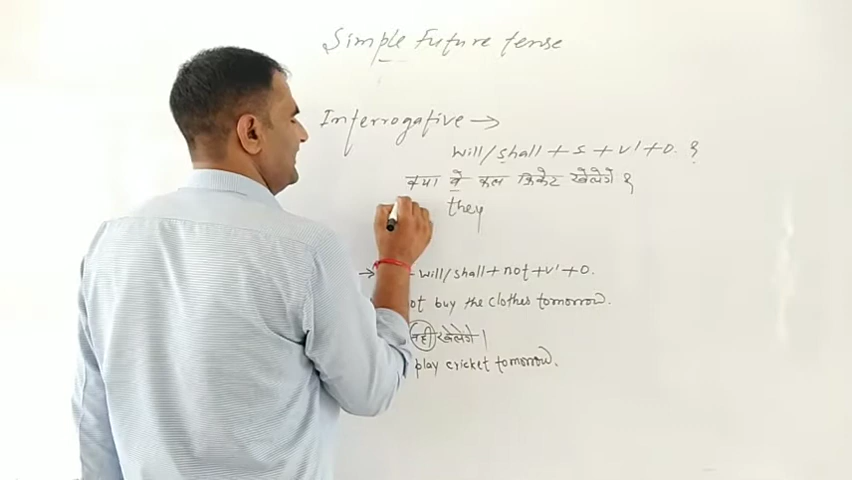 Simple Future tense
Interrogative →
Will/shall + S + V' + O. ?
क्या वे कल क्रिकेट खेलेगे ?
they
→ - Will/shall + not + V' + O.
buy the clothes tomorrow.
नही खेलेगे ।
play cricket tomorrow.